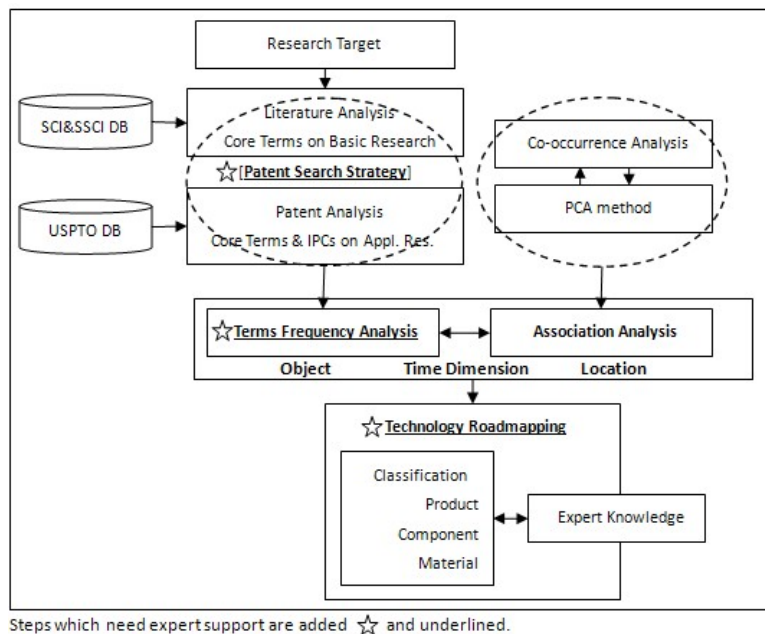 Research Target
SCI&SSCI DB
Literature Analysis
Core Terms on Basic Research
☆[Patent Search Strategy]
USPTO DB
Patent Analysis
Core Terms & IPCs on Appl. Res.
Co-occurrence Analysis
PCA method
☆Terms Frequency Analysis
Association Analysis
Object Time Dimension Location
☆Technology Roadmapping
Classification
Product
Component
Material
Expert Knowledge
Steps which need expert support are added ☆ and underlined.